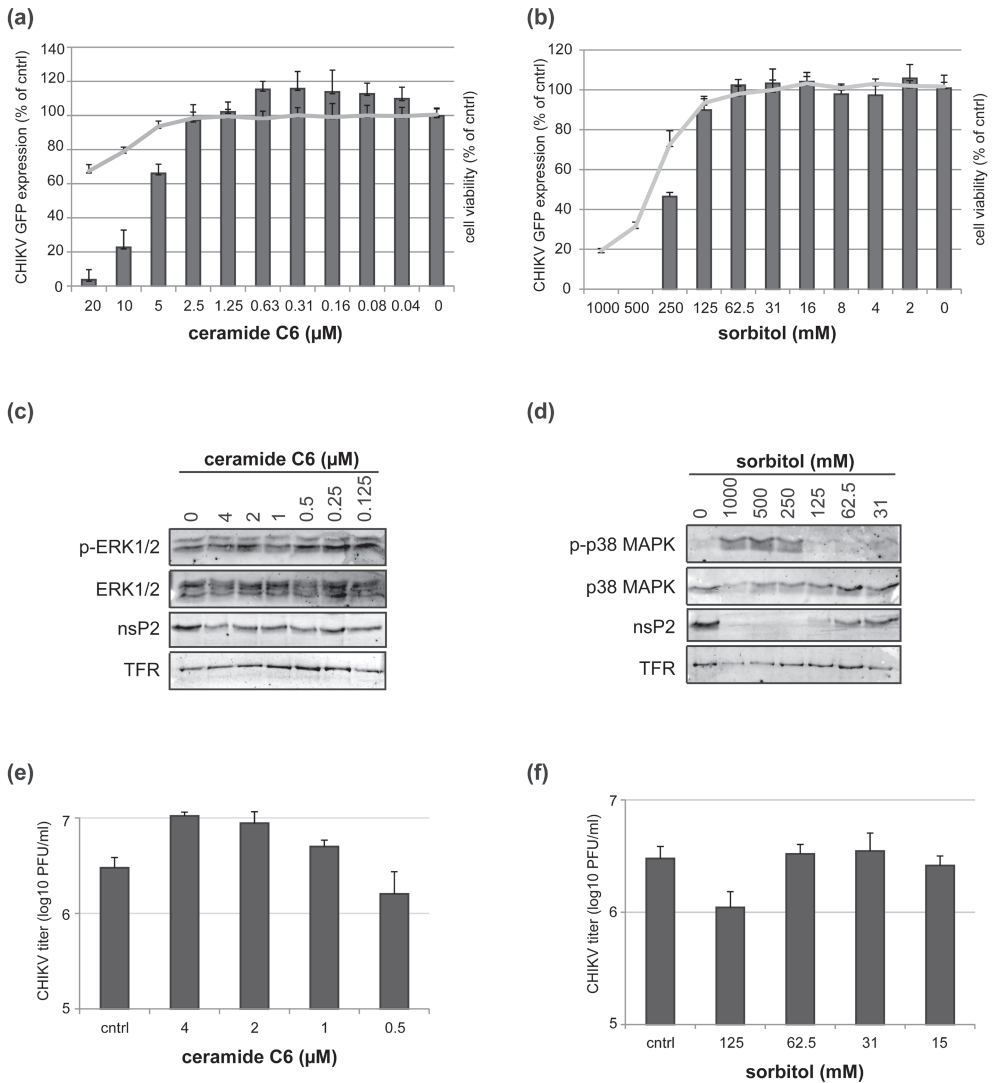 (a)
CHIKV GFP expression (% of cntrl)
140
120
100
80
60
40
20
0
cell viability (% of cntrl)
20 10 5 2.5 1.25 0.63 0.31 0.16 0.08 0.04 0
ceramide C6 (µM)
(b)
CHIKV GFP expression (% of cntrl)
120
100
80
60
40
20
0
cell viability (% of cntrl)
1000 500 250 125 62.5 31 16 8 4 2 0
sorbitol (mM)
(c)
ceramide C6 (µM)
0 4 2 1 0.5 0.25 0.125
p-ERK1/2
ERK1/2
nsP2
TFR
(d)
sorbitol (mM)
0 1000 500 250 125 62.5 31
p-p38 MAPK
p38 MAPK
nsP2
TFR
(e)
CHIKV titer (log10 PFU/ml)
7
6
5
cntrl 4 2 1 0.5
ceramide C6 (µM)
(f)
CHIKV titer (log10 PFU/ml)
7
6
5
cntrl 125 62.5 31 15
sorbitol (mM)